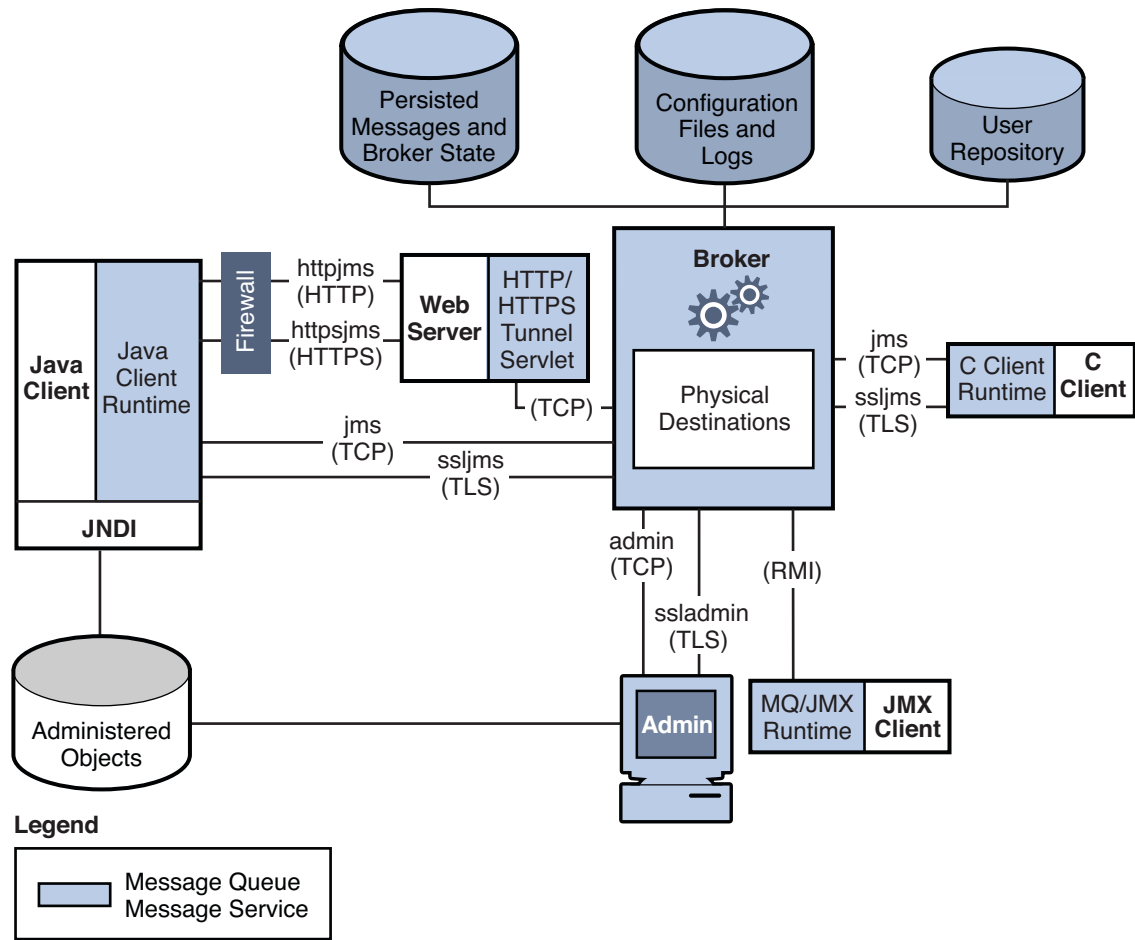 Persisted
Messages and
Broker State
Configuration
Files and
Logs
User
Repository
Java
Client
Java
Client
Runtime
JNDI
Firewall
httpjms
(HTTP)
httpsjms
(HTTPS)
Web
Server
HTTP/
HTTPS
Tunnel
Servlet
(TCP)
jms
(TCP)
ssljms
(TLS)
Broker
Physical
Destinations
jms
(TCP)
ssljms
(TLS)
C Client
Runtime
C
Client
admin
(TCP)
ssladmin
(TLS)
(RMI)
Administered
Objects
Admin
MQ/JMX
Runtime
JMX
Client
Legend
Message Queue
Message Service